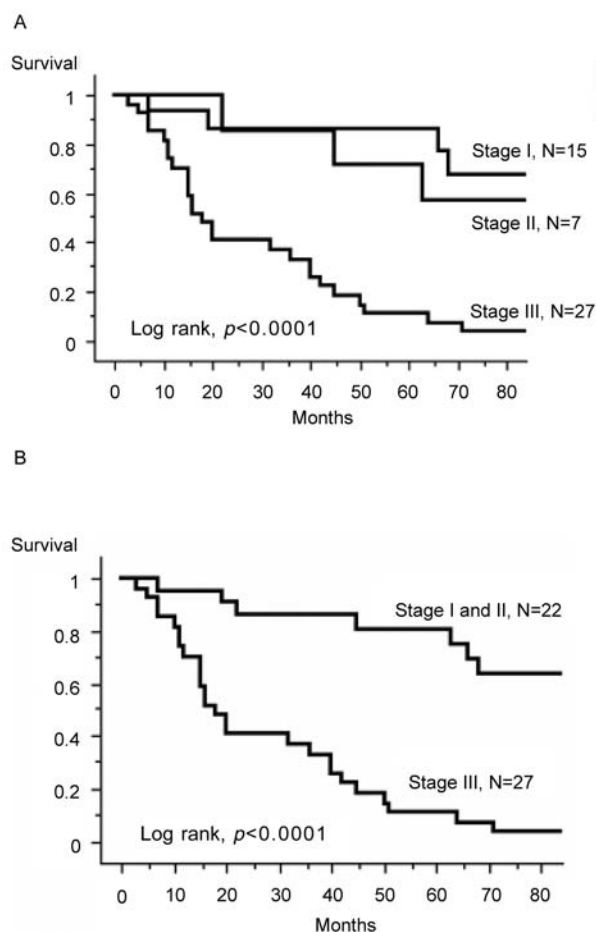 A
Survival
1
0.8
0.6
0.4
0.2
0
Stage I, N=15
Stage II, N=7
Stage III, N=27
Log rank, p<0.0001
0 10 20 30 40 50 60 70 80
Months
B
Survival
1
0.8
0.6
0.4
0.2
0
Stage I and II, N=22
Stage III, N=27
Log rank, p<0.0001
0 10 20 30 40 50 60 70 80
Months